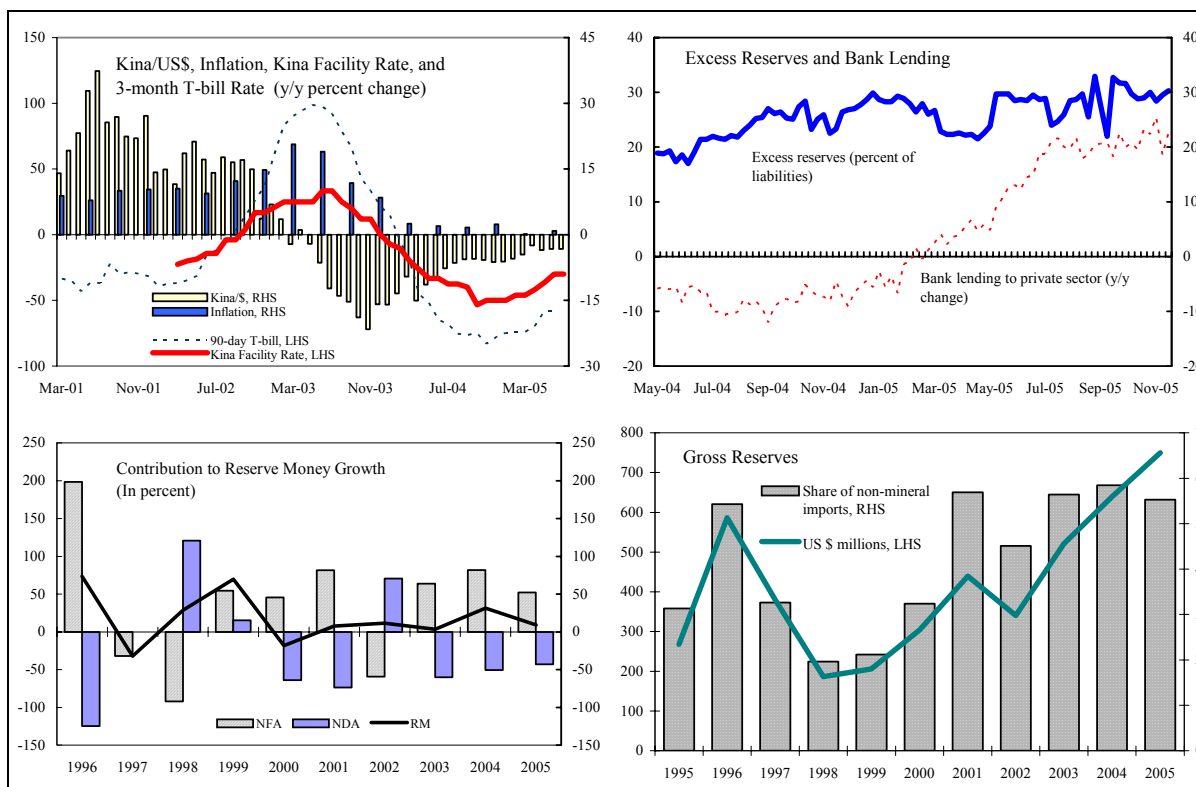 Kina/US$, Inflation, Kina Facility Rate, and
3-month T-bill Rate (y/y percent change)
150
100
50
0
-50
-100
45
30
15
0
-15
-30
Kina/$, RHS
Inflation, RHS
90-day T-bill, LHS
Kina Facility Rate, LHS
Mar-01 Nov-01 Jul-02 Mar-03 Nov-03 Jul-04 Mar-05
Excess Reserves and Bank Lending
40
30
20
10
0
-10
-20
Excess reserves (percent of
liabilities)
Bank lending to private sector (y/y
change)
May-04 Jul-04 Sep-04 Nov-04 Jan-05 Mar-05 May-05 Jul-05 Sep-05 Nov-05
Contribution to Reserve Money Growth
(In percent)
250
200
150
100
50
0
-50
-100
-150
250
200
150
100
50
0
-50
-100
-150
NFA NDA RM
1996 1997 1998 1999 2000 2001 2002 2003 2004 2005
Gross Reserves
800
700
600
500
400
300
200
100
0
Share of non-mineral
imports, RHS
US $ millions, LHS
1995 1996 1997 1998 1999 2000 2001 2002 2003 2004 2005